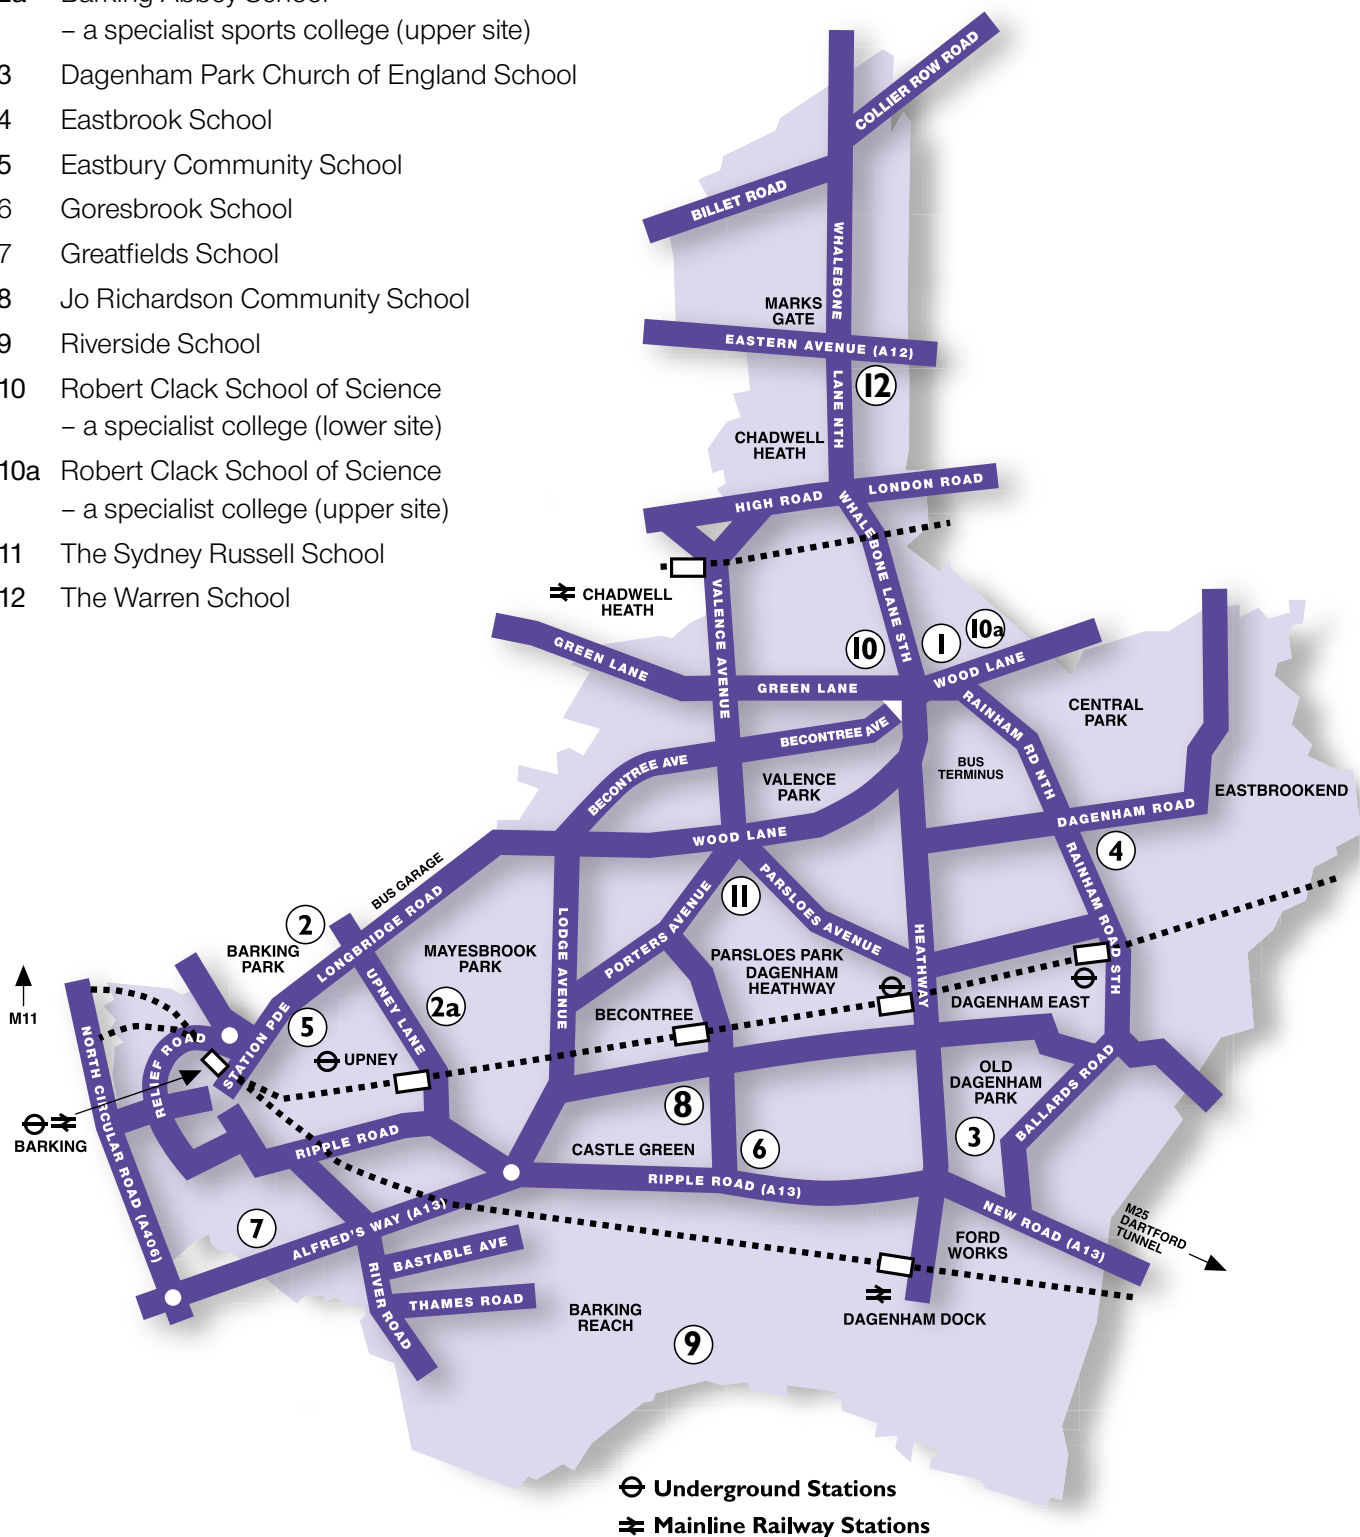 2a Barking Abbey School
– a specialist sports college (upper site)
3 Dagenham Park Church of England School
4 Eastbrook School
5 Eastbury Community School
6 Goresbrook School
7 Greatfields School
8 Jo Richardson Community School
9 Riverside School
10 Robert Clack School of Science
– a specialist college (lower site)
10a Robert Clack School of Science
– a specialist college (upper site)
11 The Sydney Russell School
12 The Warren School
COLLIER ROW ROAD
BILLET ROAD
WHALEBONE
LANE NTH
MARKS
GATE
EASTERN AVENUE (A12)
12
CHADWELL
HEATH
HIGH ROAD
LONDON ROAD
WHALEBONE LANE STH
CHADWELL
HEATH
VALENCE AVENUE
GREEN LANE
GREEN LANE
10
1
10a
WOOD LANE
RAINHAM RD NTH
CENTRAL
PARK
BECONTREE AVE
BECONTREE AVE
BUS
TERMINUS
VALENCE
PARK
EASTBROOKEND
DAGENHAM ROAD
WOOD LANE
4
RAINHAM ROAD STH
BUS GARAGE
LONGBRIDGE ROAD
11
PARSLOES AVENUE
PORTERS AVENUE
LODGE AVENUE
HEATHWAY
2
BARKING
PARK
MAYESBROOK
PARK
PARSLOES PARK
DAGENHAM
HEATHWAY
UPNEY LANE
2a
DAGENHAM EAST
M11
STATION PDE
5
BECONTREE
NORTH CIRCULAR ROAD (A406)
RELIEF ROAD
UPNEY
OLD
DAGENHAM
PARK
BALLARDS ROAD
BARKING
8
3
RIPPLE ROAD
CASTLE GREEN
6
RIPPLE ROAD (A13)
7
ALFRED'S WAY (A13)
NEW ROAD (A13)
M25
DARTFORD
TUNNEL
BASTABLE AVE
FORD
WORKS
RIVER ROAD
THAMES ROAD
BARKING
REACH
DAGENHAM DOCK
9
Underground Stations
Mainline Railway Stations